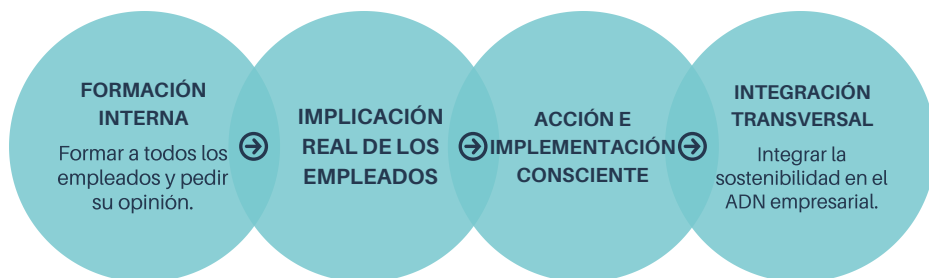 FORMACIÓN
INTERNA
Formar a todos los
empleados y pedir
su opinión.
IMPLICACIÓN
REAL DE LOS
EMPLEADOS
ACCIÓN E
IMPLEMENTACIÓN
CONSCIENTE
INTEGRACIÓN
TRANSVERSAL
Integrar la
sostenibilidad en el
ADN empresarial.